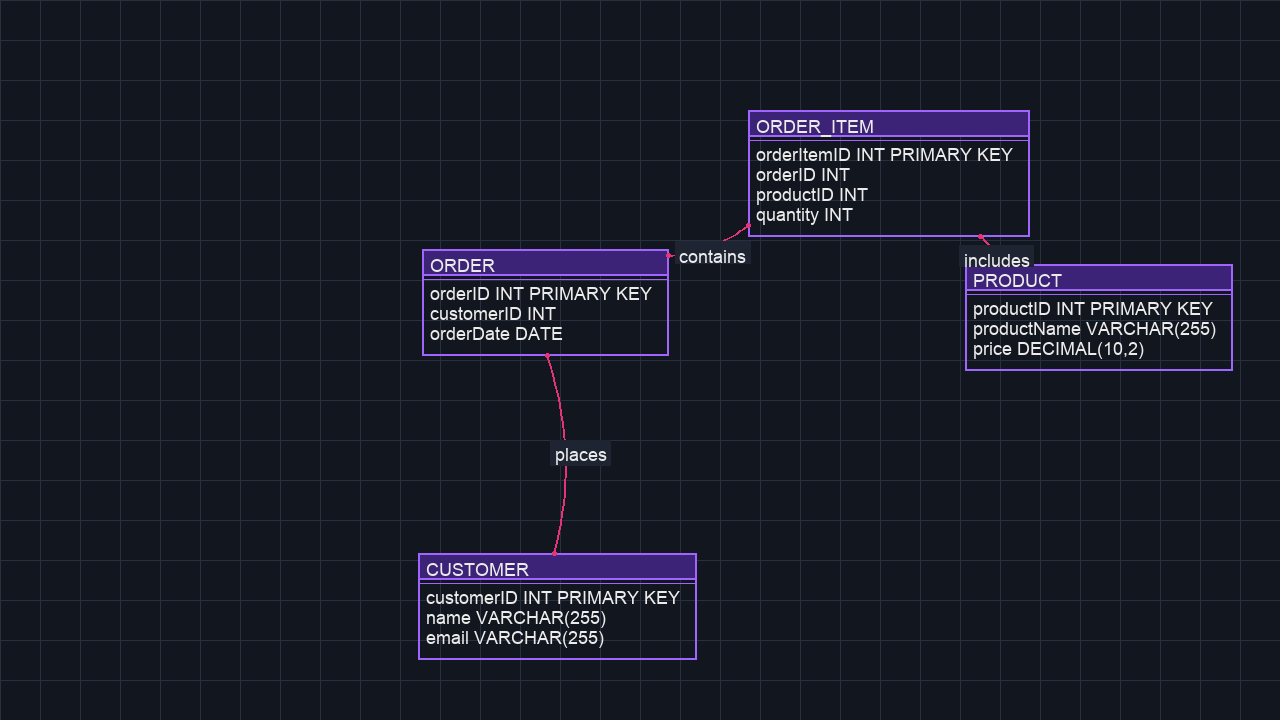 ORDER_ITEM
orderItemID INT PRIMARY KEY
orderID INT
productID INT
quantity INT
contains
includes
ORDER
orderID INT PRIMARY KEY
customerID INT
orderDate DATE
PRODUCT
productID INT PRIMARY KEY
productName VARCHAR(255)
price DECIMAL(10,2)
places
CUSTOMER
customerID INT PRIMARY KEY
name VARCHAR(255)
email VARCHAR(255)